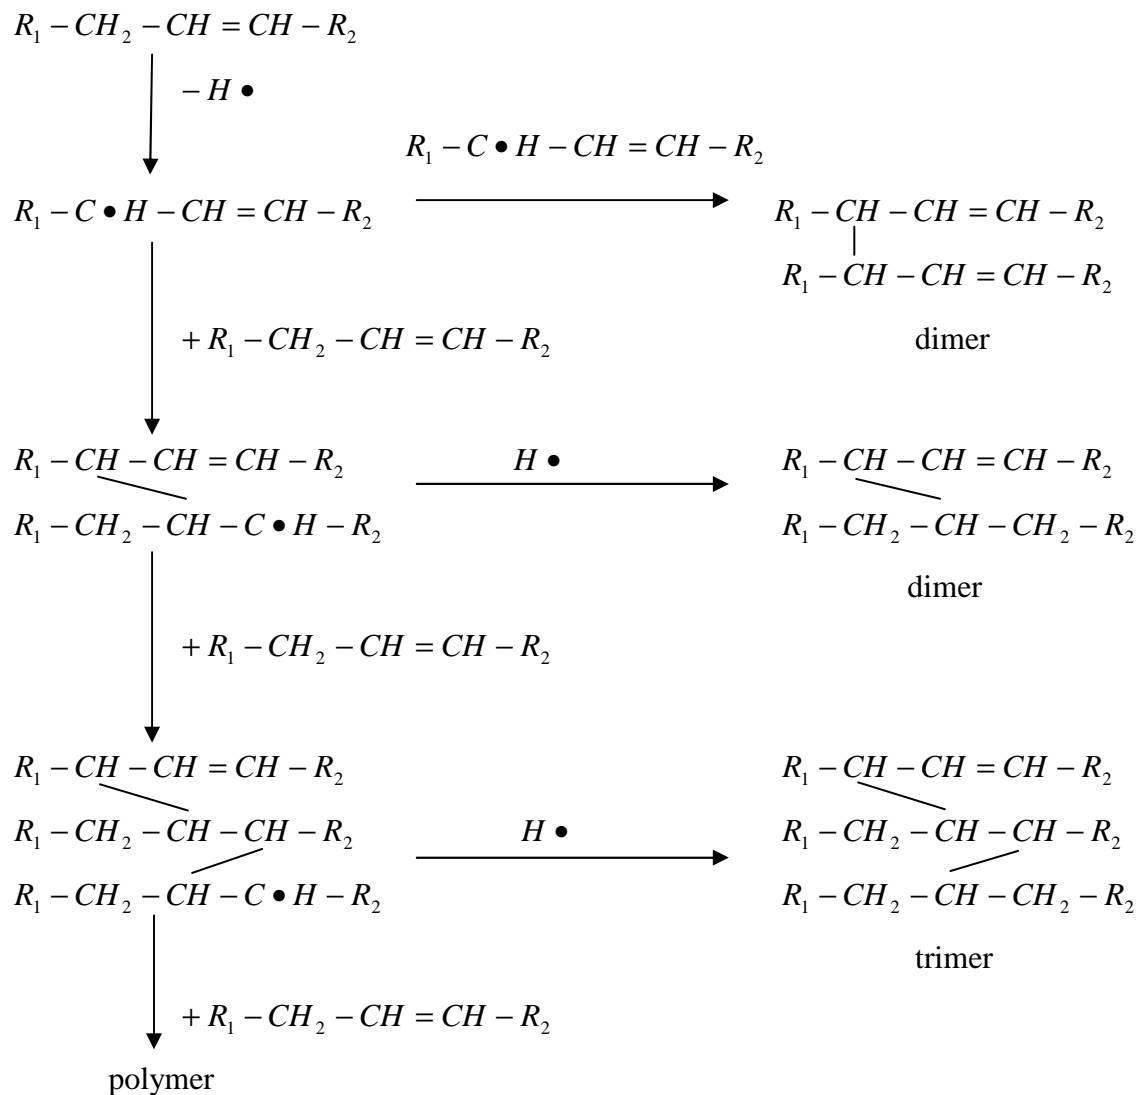 R₁ − CH₂ − CH = CH − R₂
− H •
R₁ − C • H − CH = CH − R₂
R₁ − C • H − CH = CH − R₂
R₁ − CH − CH = CH − R₂
R₁ − CH − CH = CH − R₂
dimer
+ R₁ − CH₂ − CH = CH − R₂
R₁ − CH − CH = CH − R₂
R₁ − CH₂ − CH − C • H − R₂
H •
R₁ − CH − CH = CH − R₂
R₁ − CH₂ − CH − CH₂ − R₂
dimer
+ R₁ − CH₂ − CH = CH − R₂
R₁ − CH − CH = CH − R₂
R₁ − CH₂ − CH − CH − R₂
R₁ − CH₂ − CH − C • H − R₂
H •
R₁ − CH − CH = CH − R₂
R₁ − CH₂ − CH − CH − R₂
R₁ − CH₂ − CH − CH₂ − R₂
trimer
+ R₁ − CH₂ − CH = CH − R₂
polymer